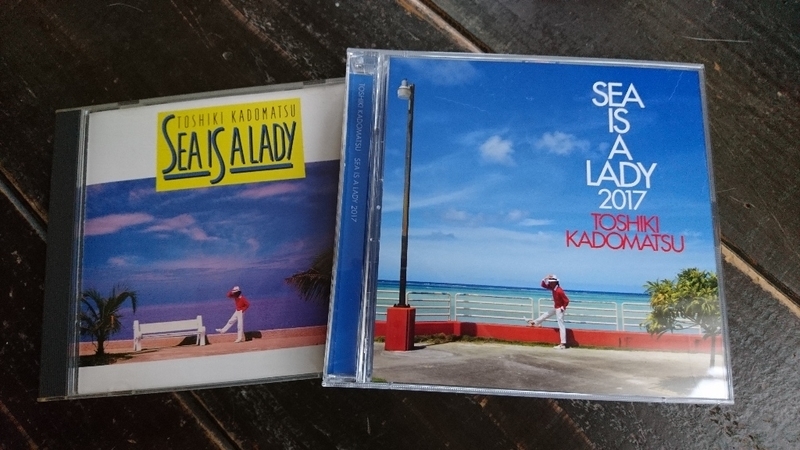 TOSHIKI KADOMATSU
SEA IS A LADY
TOSHIKI KADOMATSU SEA IS A LADY 2017
SEA
IS
A
LADY
2017
TOSHIKI
KADOMATSU